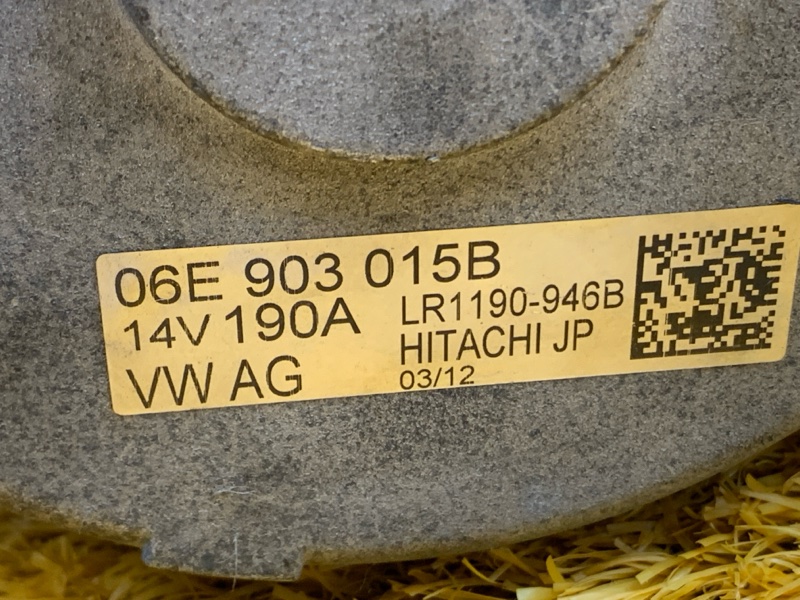 06E 903 015B
14V 190A LR1190-946B
VW AG HITACHI JP
03/12